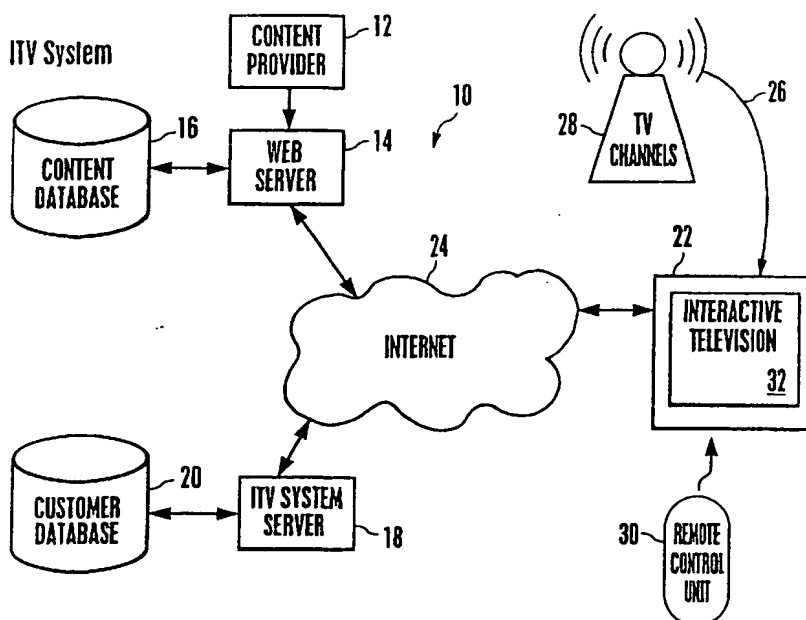 ITV System
CONTENT
PROVIDER
12
CONTENT
DATABASE
16
WEB
SERVER
14
10
28
TV
CHANNELS
26
24
INTERNET
22
INTERACTIVE
TELEVISION
32
CUSTOMER
DATABASE
20
ITV SYSTEM
SERVER
18
30
REMOTE
CONTROL
UNIT